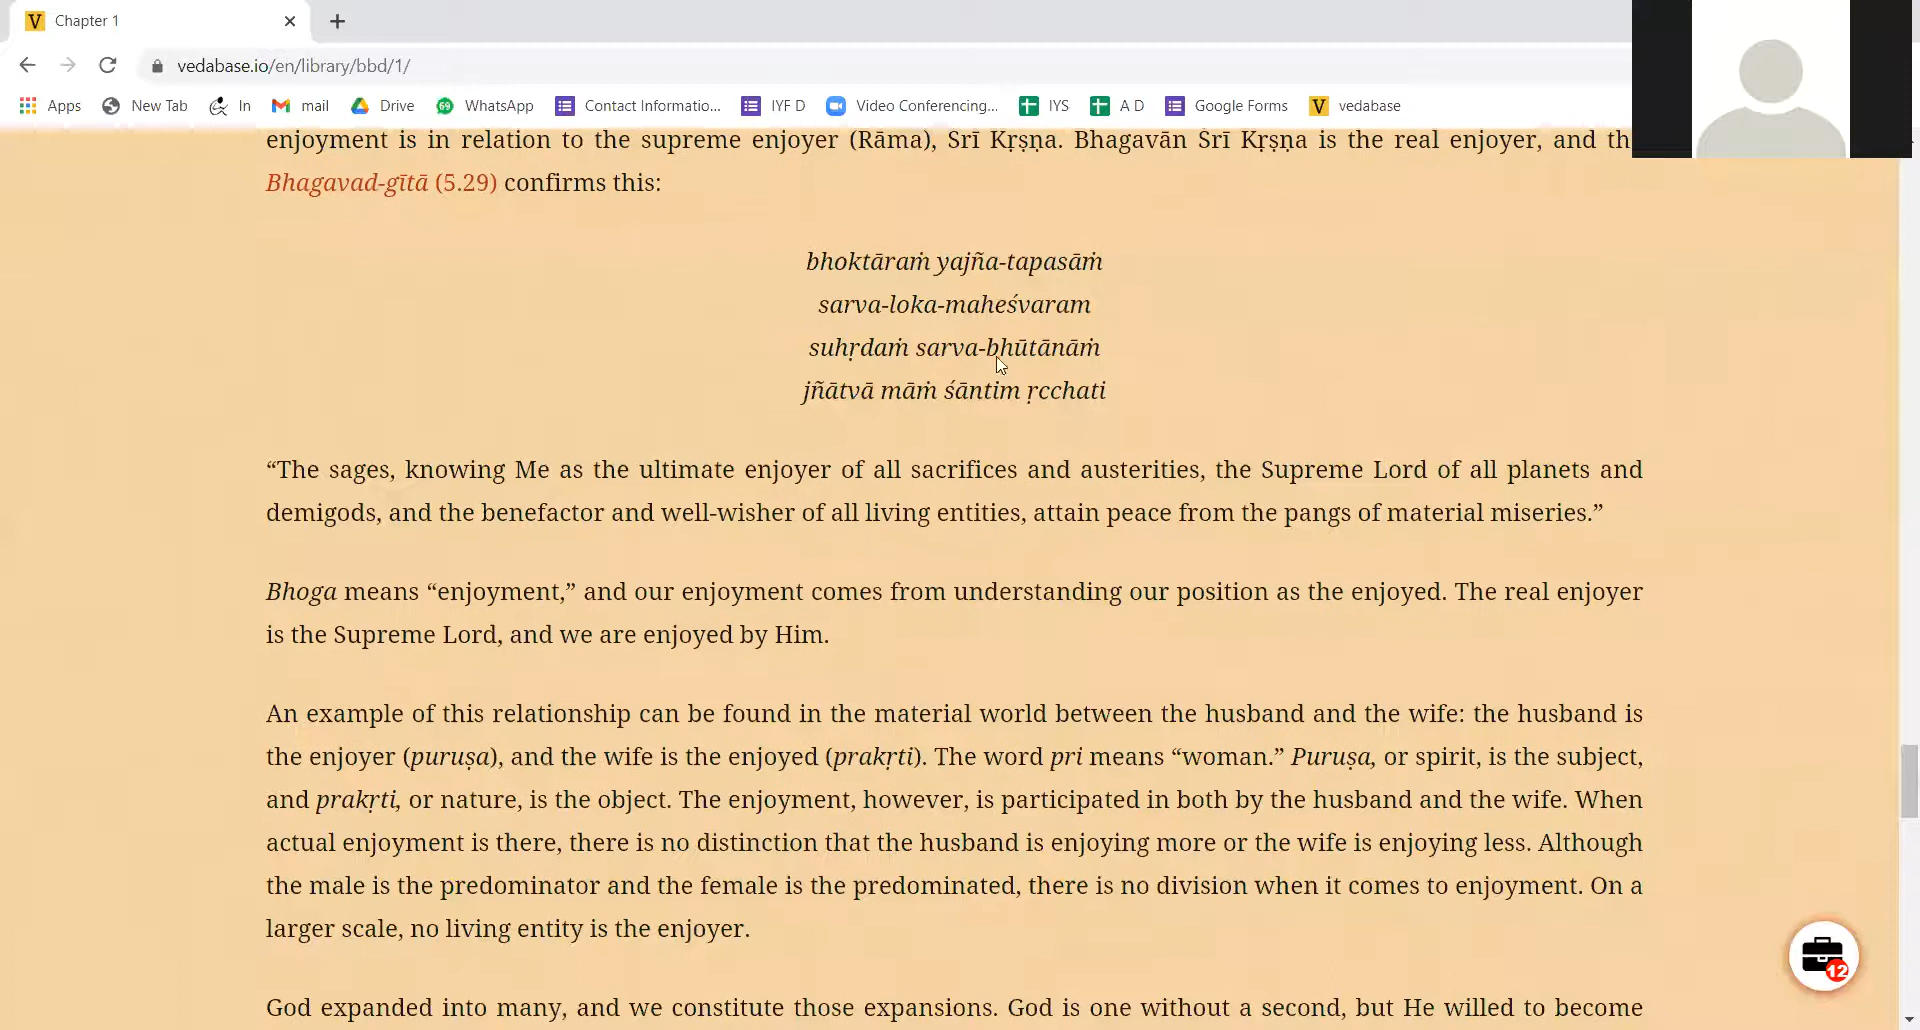 V Chapter 1
vedabase.io/en/library/bbd/1/
Apps New Tab In mail Drive 69 WhatsApp Contact Informatio... IYF D Video Conferencing... IYS A D Google Forms V vedabase
enjoyment is in relation to the supreme enjoyer (Rāma), Śrī Kṛṣṇa. Bhagavān Śrī Kṛṣṇa is the real enjoyer, and th
Bhagavad-gītā (5.29) confirms this:
bhoktāraṁ yajña-tapasāṁ
sarva-loka-maheśvaram
suhṛdaṁ sarva-bhūtānāṁ
jñātvā māṁ śāntim ṛcchati
“The sages, knowing Me as the ultimate enjoyer of all sacrifices and austerities, the Supreme Lord of all planets and
demigods, and the benefactor and well-wisher of all living entities, attain peace from the pangs of material miseries.”
Bhoga means “enjoyment,” and our enjoyment comes from understanding our position as the enjoyed. The real enjoyer
is the Supreme Lord, and we are enjoyed by Him.
An example of this relationship can be found in the material world between the husband and the wife: the husband is
the enjoyer (puruṣa), and the wife is the enjoyed (prakṛti). The word pri means “woman.” Puruṣa, or spirit, is the subject,
and prakṛti, or nature, is the object. The enjoyment, however, is participated in both by the husband and the wife. When
actual enjoyment is there, there is no distinction that the husband is enjoying more or the wife is enjoying less. Although
the male is the predominator and the female is the predominated, there is no division when it comes to enjoyment. On a
larger scale, no living entity is the enjoyer.
12
God expanded into many, and we constitute those expansions. God is one without a second, but He willed to become